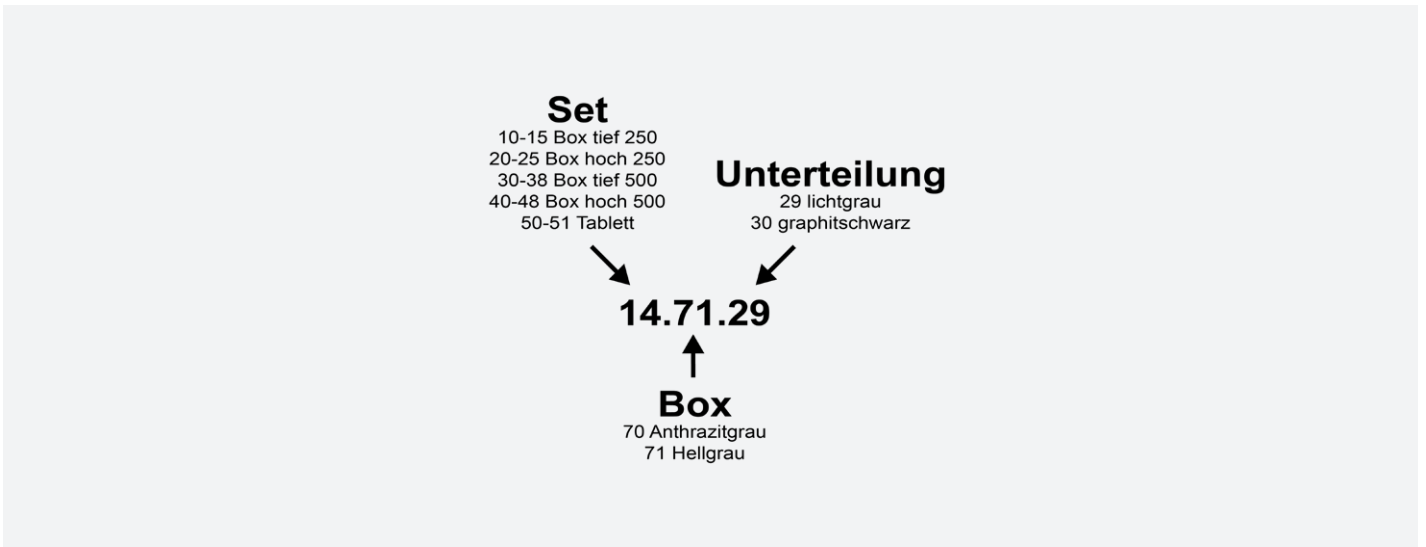 Set
10-15 Box tief 250
20-25 Box hoch 250
30-38 Box tief 500
40-48 Box hoch 500
50-51 Tablett
Unterteilung
29 lichtgrau
30 graphitschwarz
14.71.29
Box
70 Anthrazitgrau
71 Hellgrau